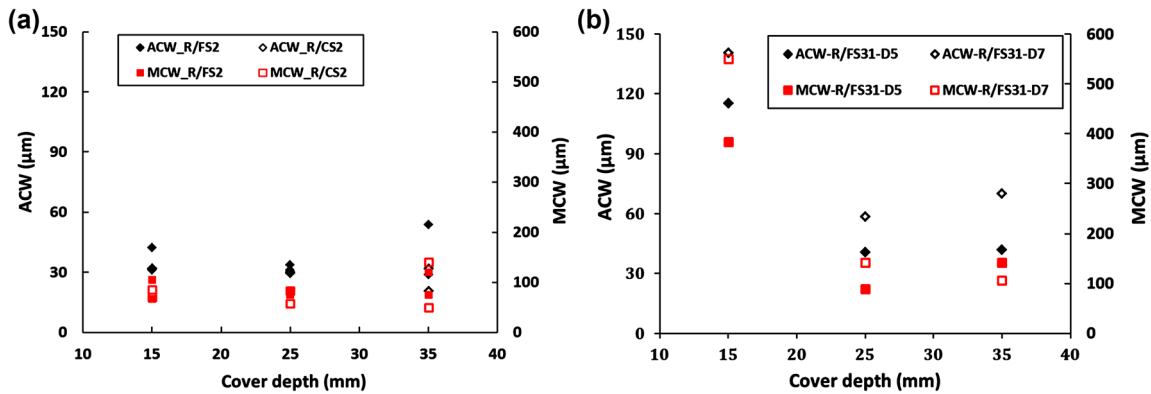 (a)
150
120
90
60
30
0
ACW (µm)
ACW_R/FS2 ACW_R/CS2
MCW_R/FS2 MCW_R/CS2
600
500
400
300
200
100
0
MCW (µm)
10 15 20 25 30 35 40
Cover depth (mm)
(b)
150
120
90
60
30
0
ACW (µm)
ACW-R/FS31-D5 ACW-R/FS31-D7
MCW-R/FS31-D5 MCW-R/FS31-D7
600
500
400
300
200
100
0
MCW (µm)
10 15 20 25 30 35 40
Cover depth (mm)